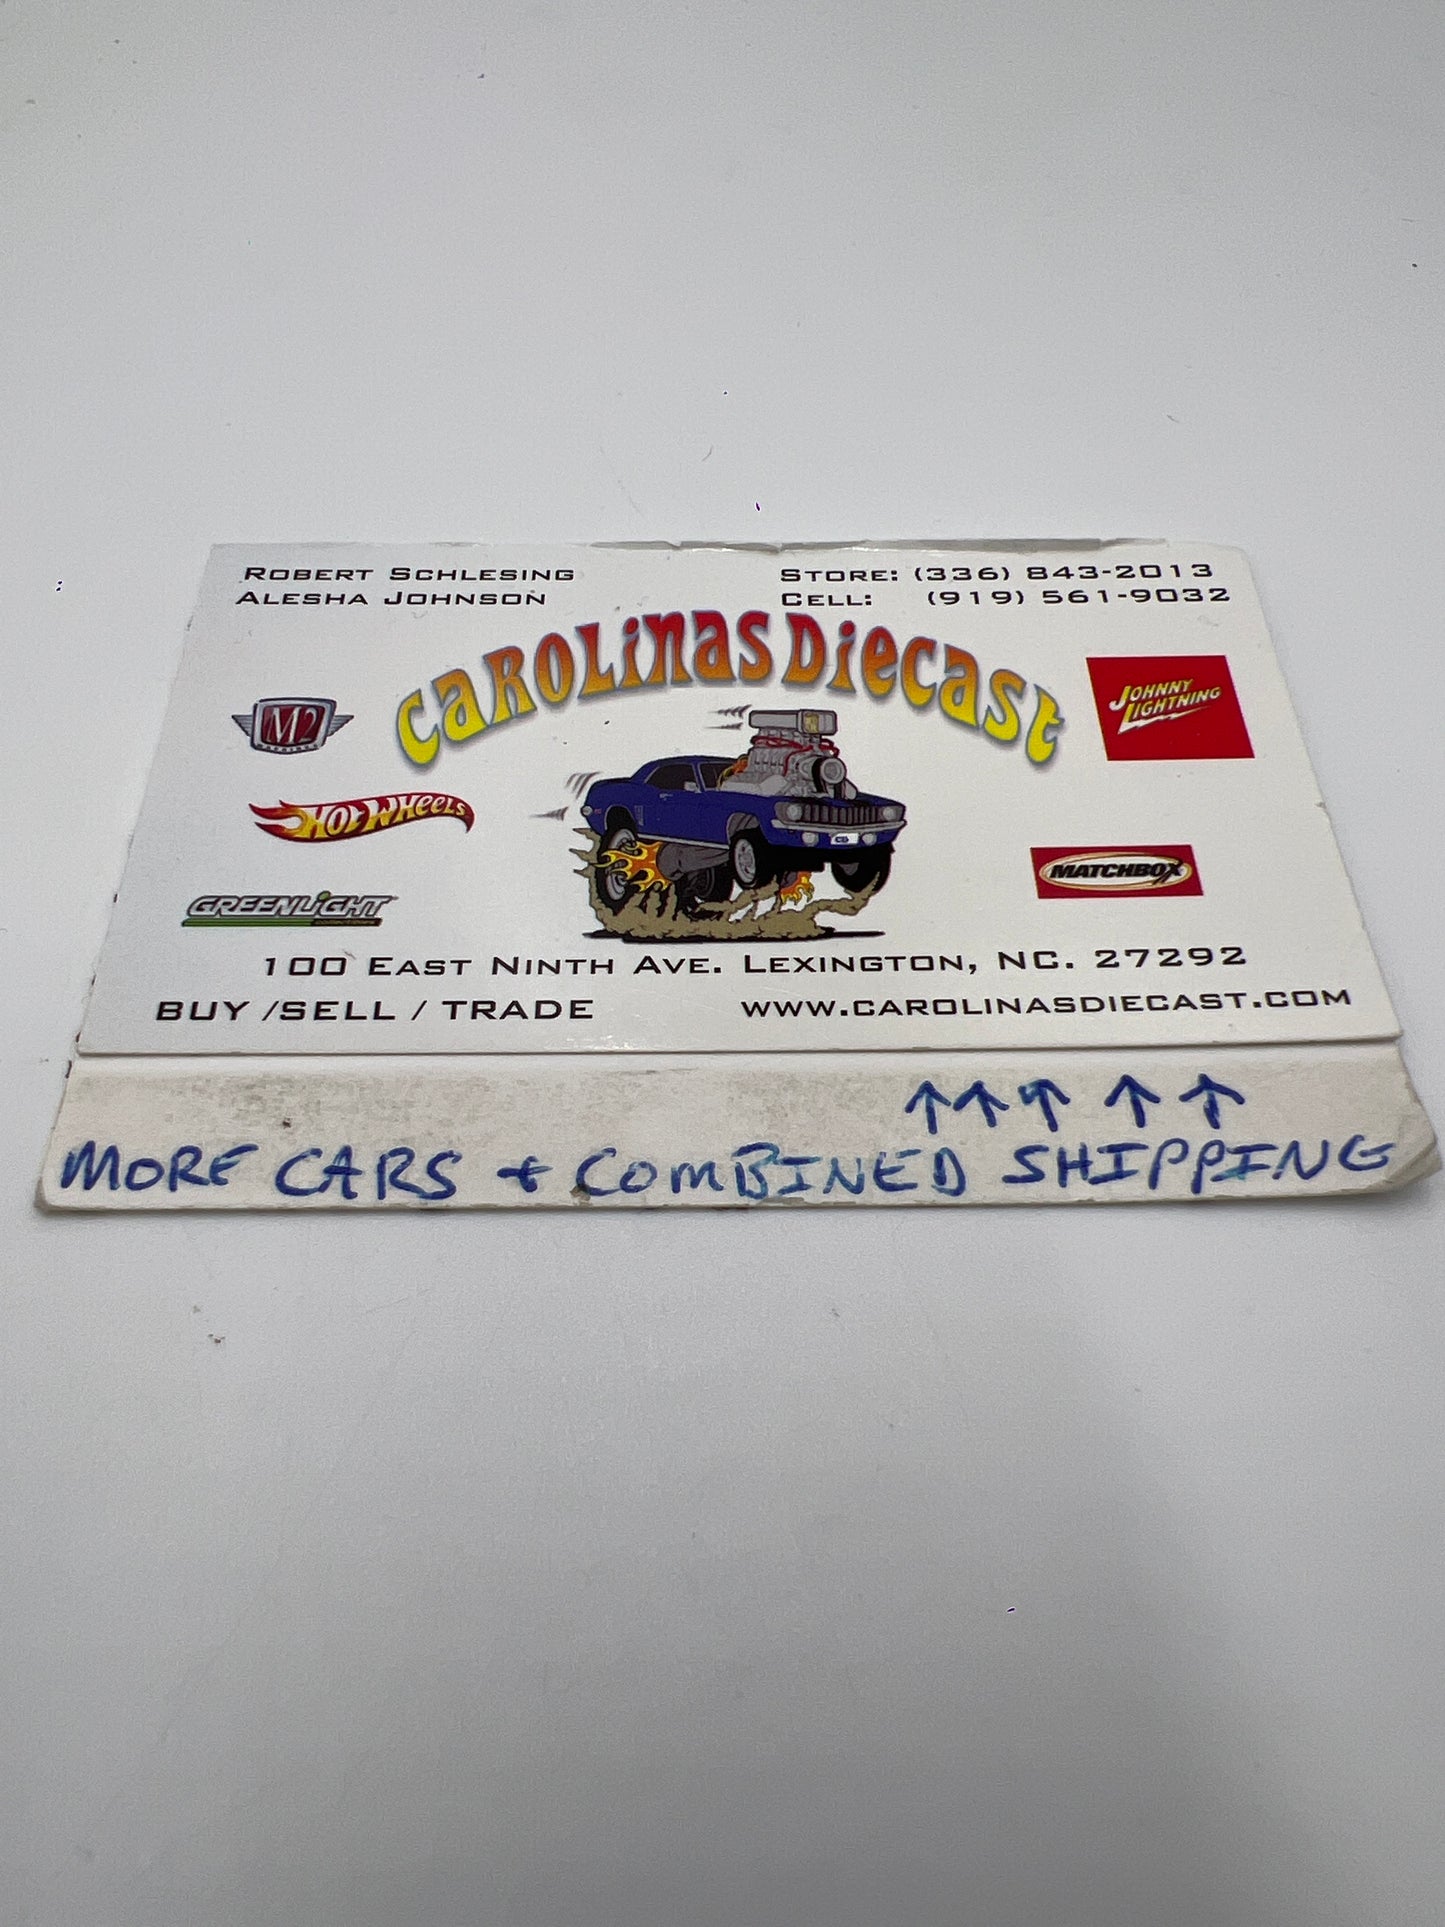 ROBERT SCHLESING
ALESHA JOHNSON
STORE: (336) 843-2013
CELL: (919) 561-9032
CAROLINAS DIECAST
M2
JOHNNY LIGHTNING
HOT WHEELS
MATCHBOX
GREENLIGHT
100 EAST NINTH AVE. LEXINGTON, NC. 27292
BUY /SELL / TRADE
WWW.CAROLINASDIECAST.COM
↑↑↑ ↑ ↑
MORE CARS + COMBINED SHIPPING